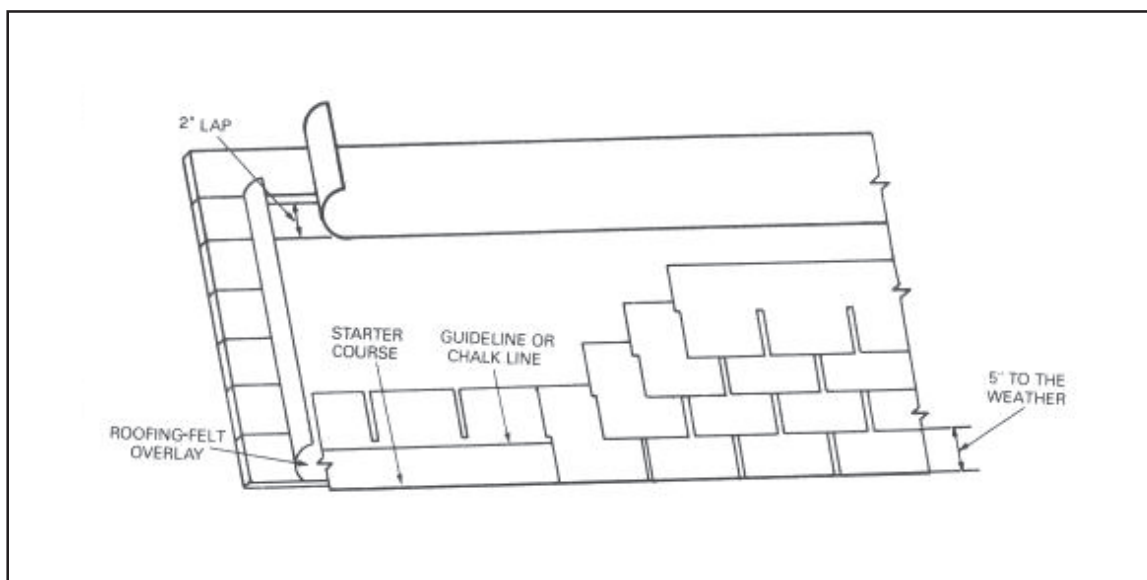 2" LAP
STARTER
COURSE
GUIDELINE OR
CHALK LINE
5" TO THE
WEATHER
ROOFING-FELT
OVERLAY